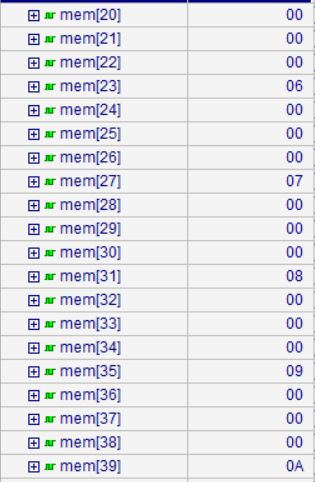 mem[20] 00
mem[21] 00
mem[22] 00
mem[23] 06
mem[24] 00
mem[25] 00
mem[26] 00
mem[27] 07
mem[28] 00
mem[29] 00
mem[30] 00
mem[31] 08
mem[32] 00
mem[33] 00
mem[34] 00
mem[35] 09
mem[36] 00
mem[37] 00
mem[38] 00
mem[39] 0A